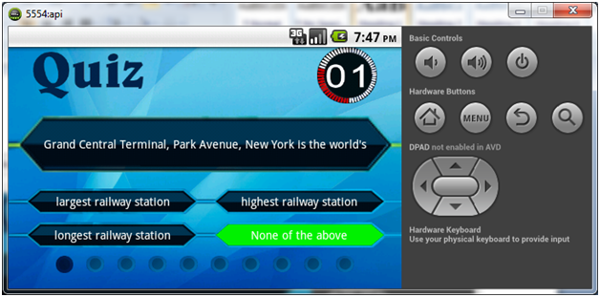 5554:api
3G 7:47 PM
Quiz
01
Grand Central Terminal, Park Avenue, New York is the world's
largest railway station
highest railway station
longest railway station
None of the above
Basic Controls
Hardware Buttons
MENU
DPAD not enabled in AVD
Hardware Keyboard
Use your physical keyboard to provide input